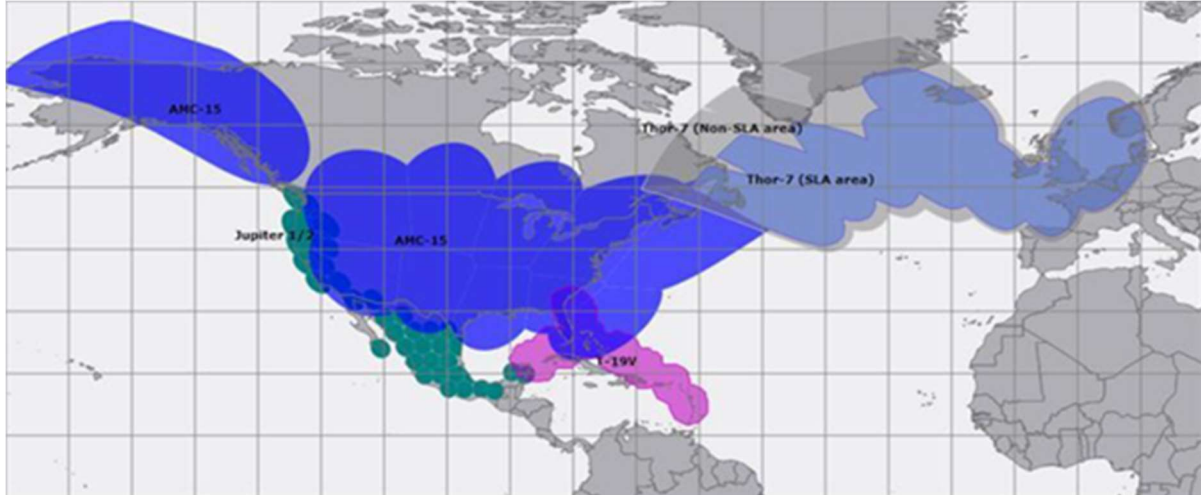 AMC-15
Thor-7 (Non-SLA area)
Thor-7 (SLA area)
Jupiter 1/2
AMC-15
T-19V